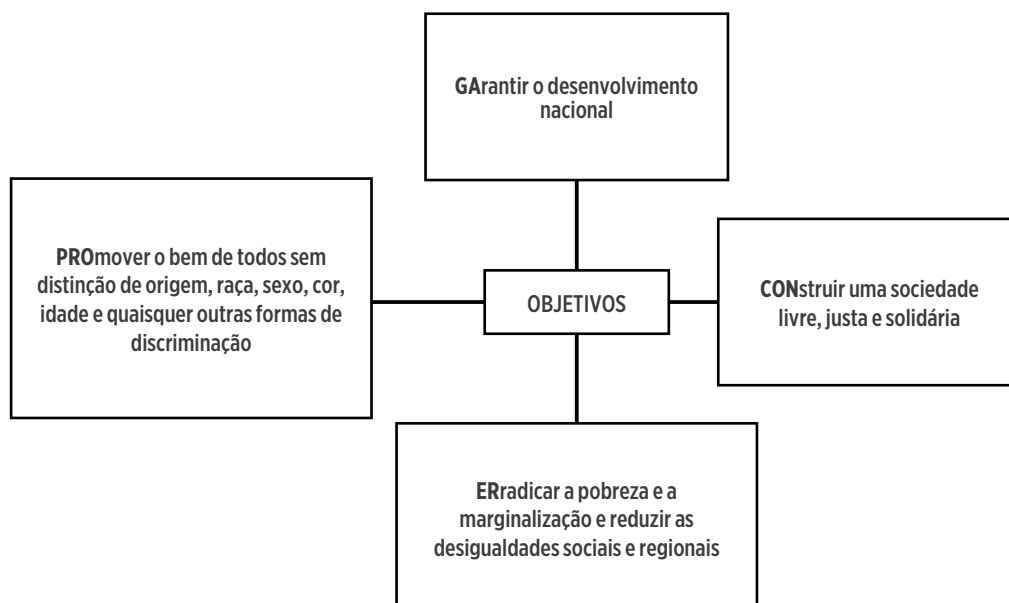 GArantir o desenvolvimento
nacional
PROmover o bem de todos sem
distinção de origem, raça, sexo, cor,
idade e quaisquer outras formas de
discriminação
OBJETIVOS
CONstruir uma sociedade
livre, justa e solidária
ERradicar a pobreza e a
marginalização e reduzir as
desigualdades sociais e regionais